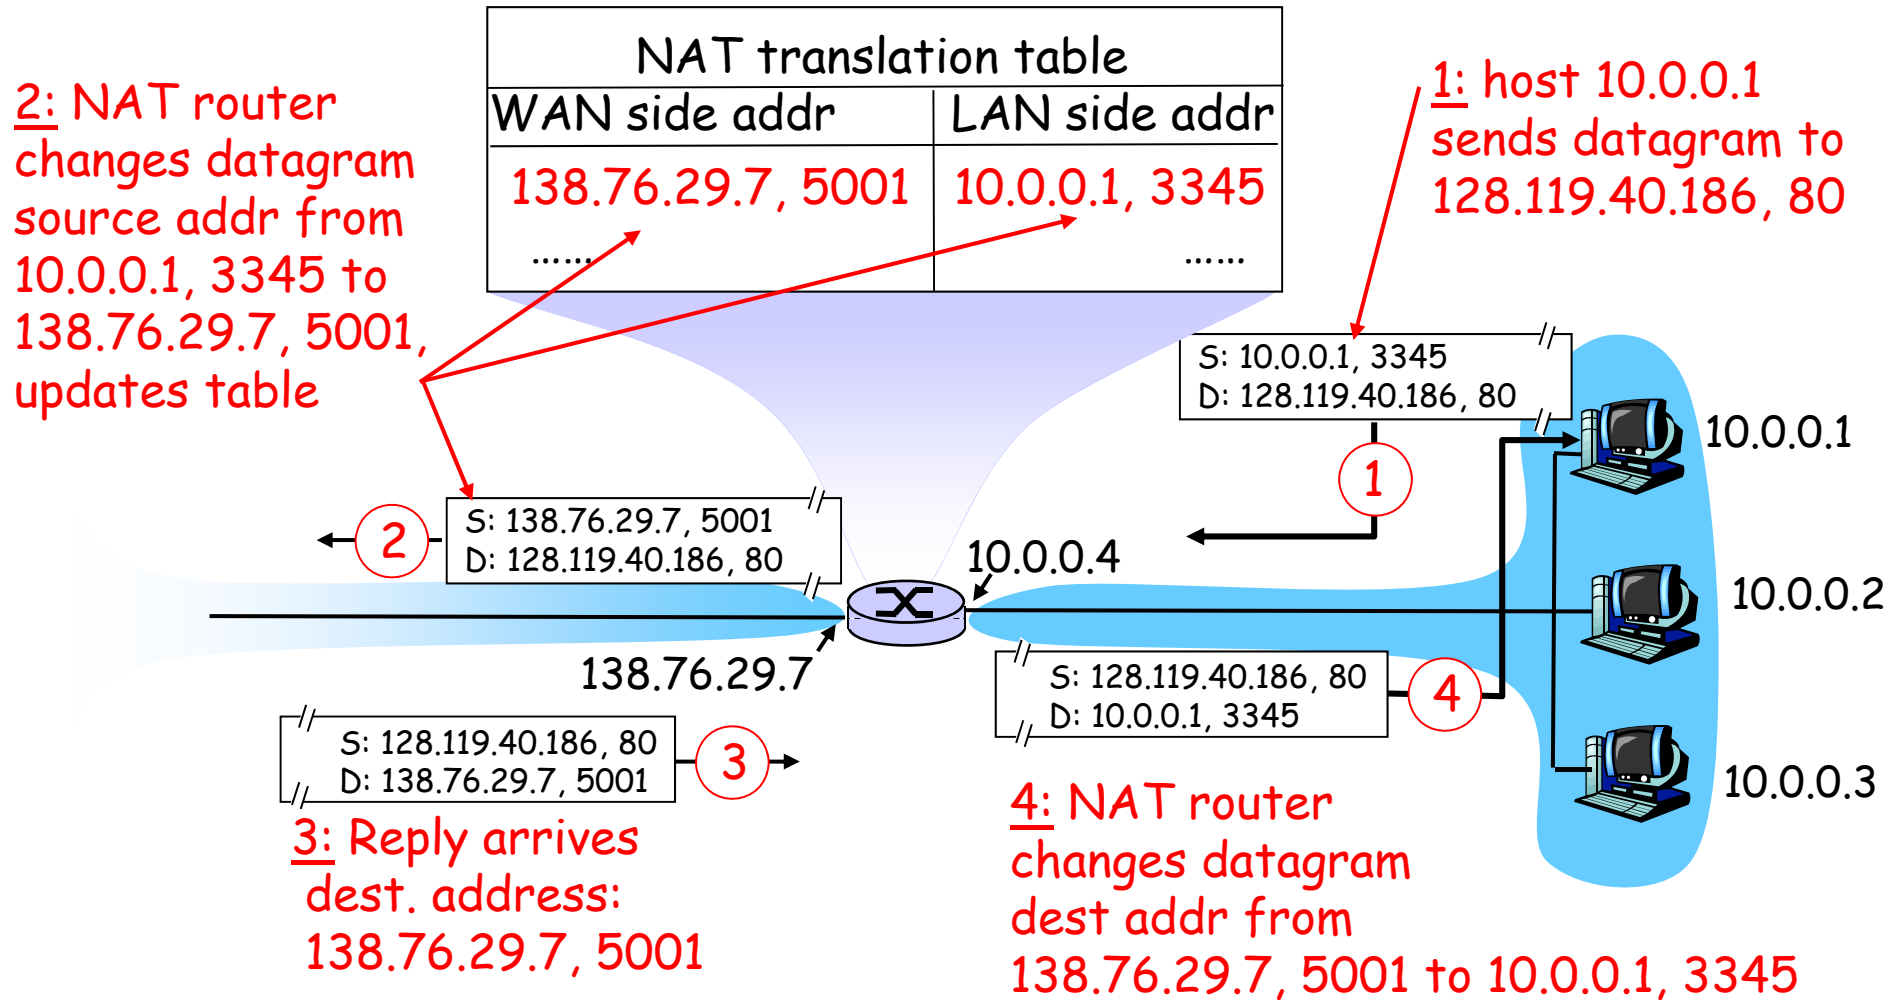 NAT translation table
WAN side addr
LAN side addr
138.76.29.7, 5001
10.0.0.1, 3345
......
......
2: NAT router
changes datagram
source addr from
10.0.0.1, 3345 to
138.76.29.7, 5001,
updates table
1: host 10.0.0.1
sends datagram to
128.119.40.186, 80
S: 10.0.0.1, 3345
D: 128.119.40.186, 80
1
10.0.0.1
S: 138.76.29.7, 5001
D: 128.119.40.186, 80
2
10.0.0.4
10.0.0.2
138.76.29.7
S: 128.119.40.186, 80
D: 10.0.0.1, 3345
4
S: 128.119.40.186, 80
D: 138.76.29.7, 5001
3
10.0.0.3
3: Reply arrives
dest. address:
138.76.29.7, 5001
4: NAT router
changes datagram
dest addr from
138.76.29.7, 5001 to 10.0.0.1, 3345